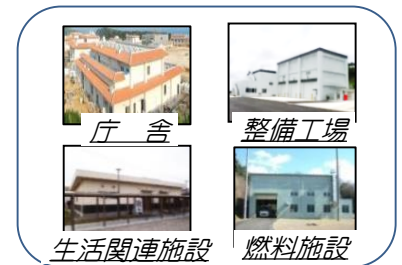 庁　舎
整備工場
生活関連施設
燃料施設